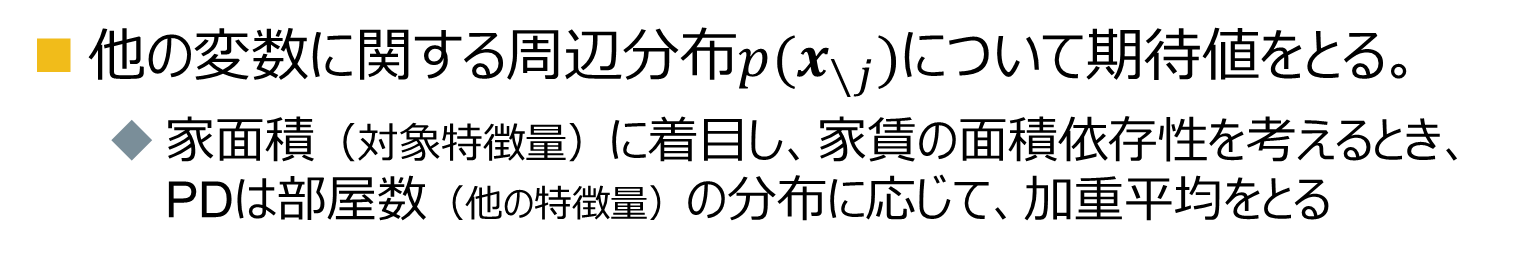 他の変数に関する周辺分布p(x\j)について期待値をとる。
家面積（対象特徴量）に着目し、家賃の面積依存性を考えるとき、
PDは部屋数（他の特徴量）の分布に応じて、加重平均をとる